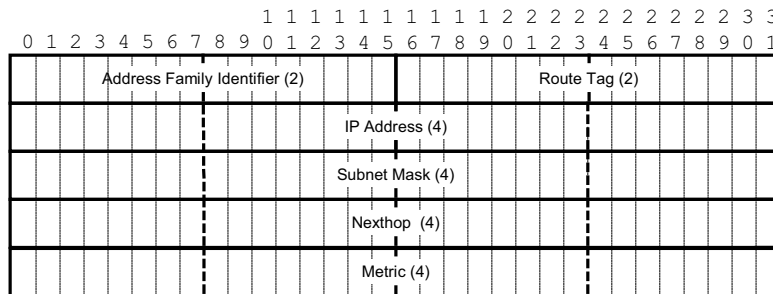 1 1 1 1 1 1 1 1 1 1 2 2 2 2 2 2 2 2 2 2 3 3
0 1 2 3 4 5 6 7 8 9 0 1 2 3 4 5 6 7 8 9 0 1 2 3 4 5 6 7 8 9 0 1
Address Family Identifier (2) Route Tag (2)
IP Address (4)
Subnet Mask (4)
Nexthop (4)
Metric (4)